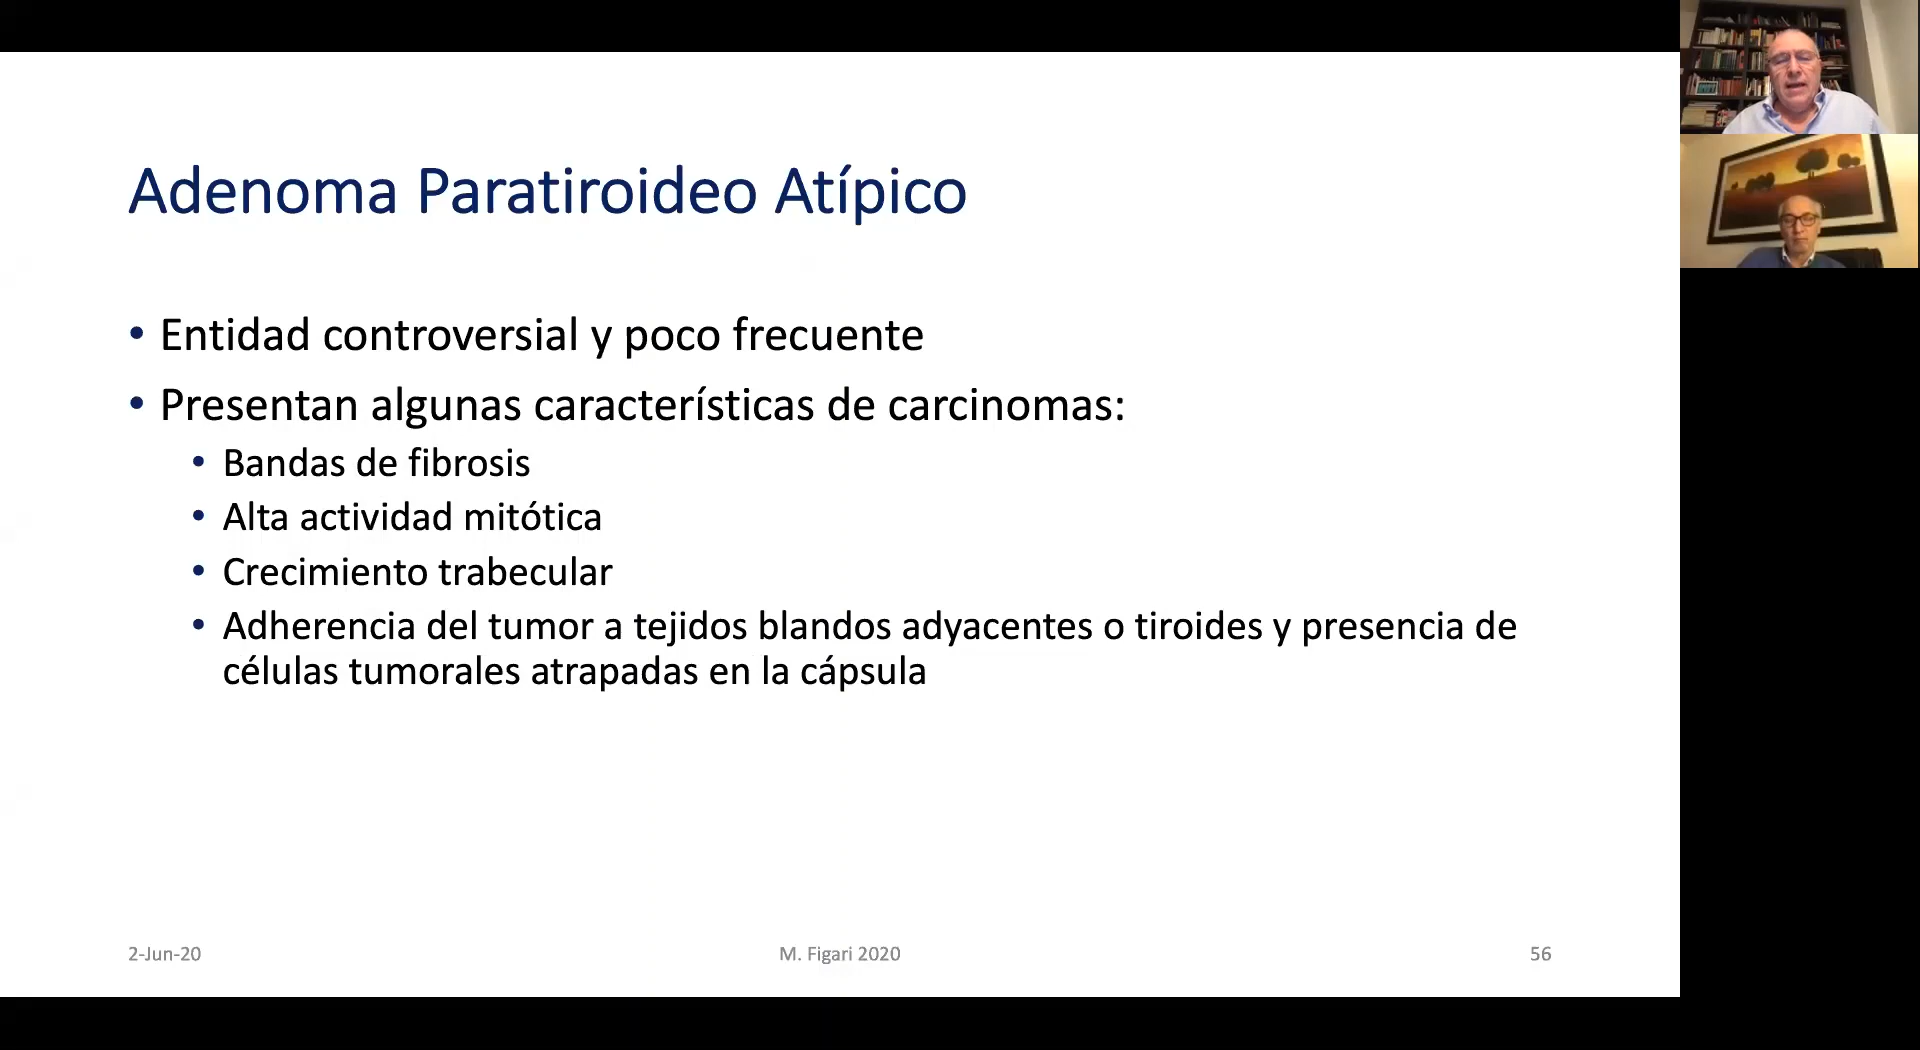 Adenoma Paratiroideo Atípico
• Entidad controversial y poco frecuente
• Presentan algunas características de carcinomas:
• Bandas de fibrosis
• Alta actividad mitótica
• Crecimiento trabecular
• Adherencia del tumor a tejidos blandos adyacentes o tiroides y presencia de
células tumorales atrapadas en la cápsula
2-Jun-20
M. Figari 2020
56